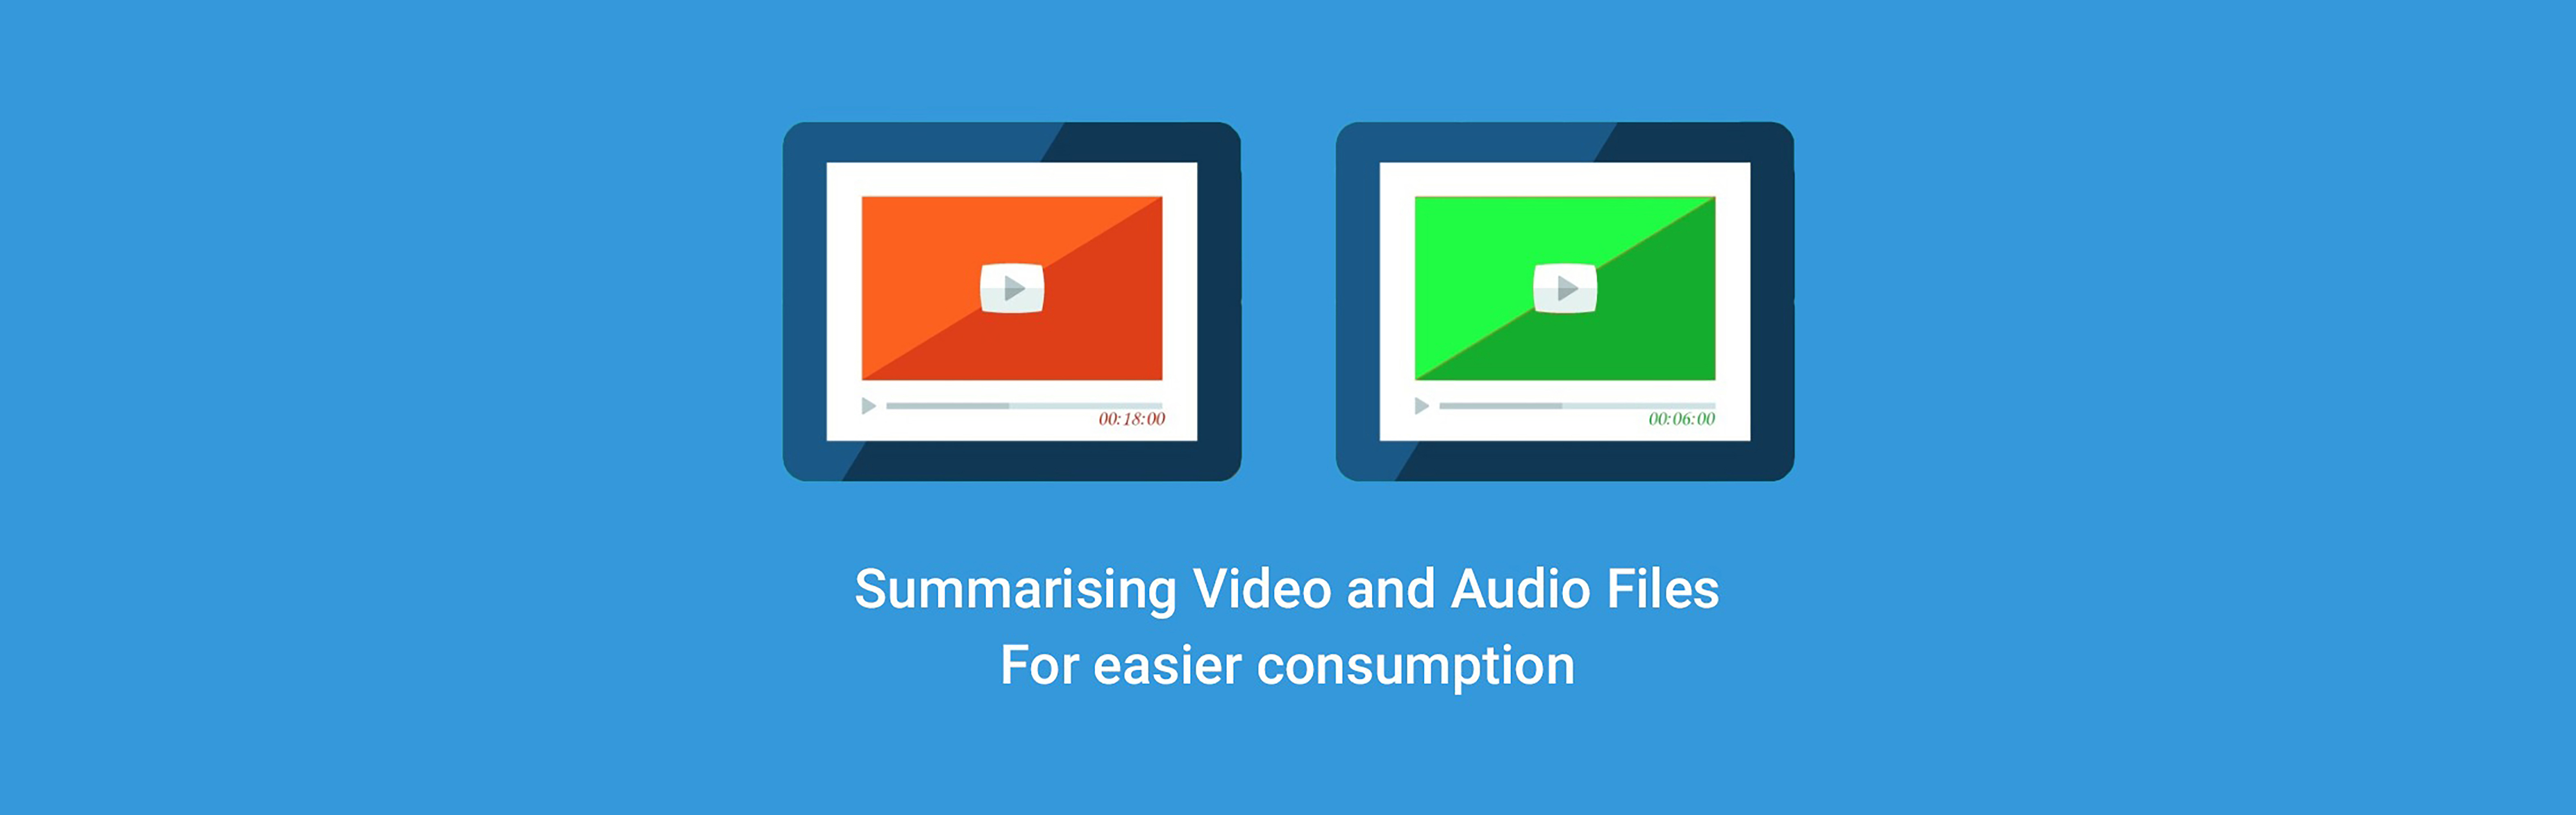 00:18:00
00:06:00
Summarising Video and Audio Files
For easier consumption